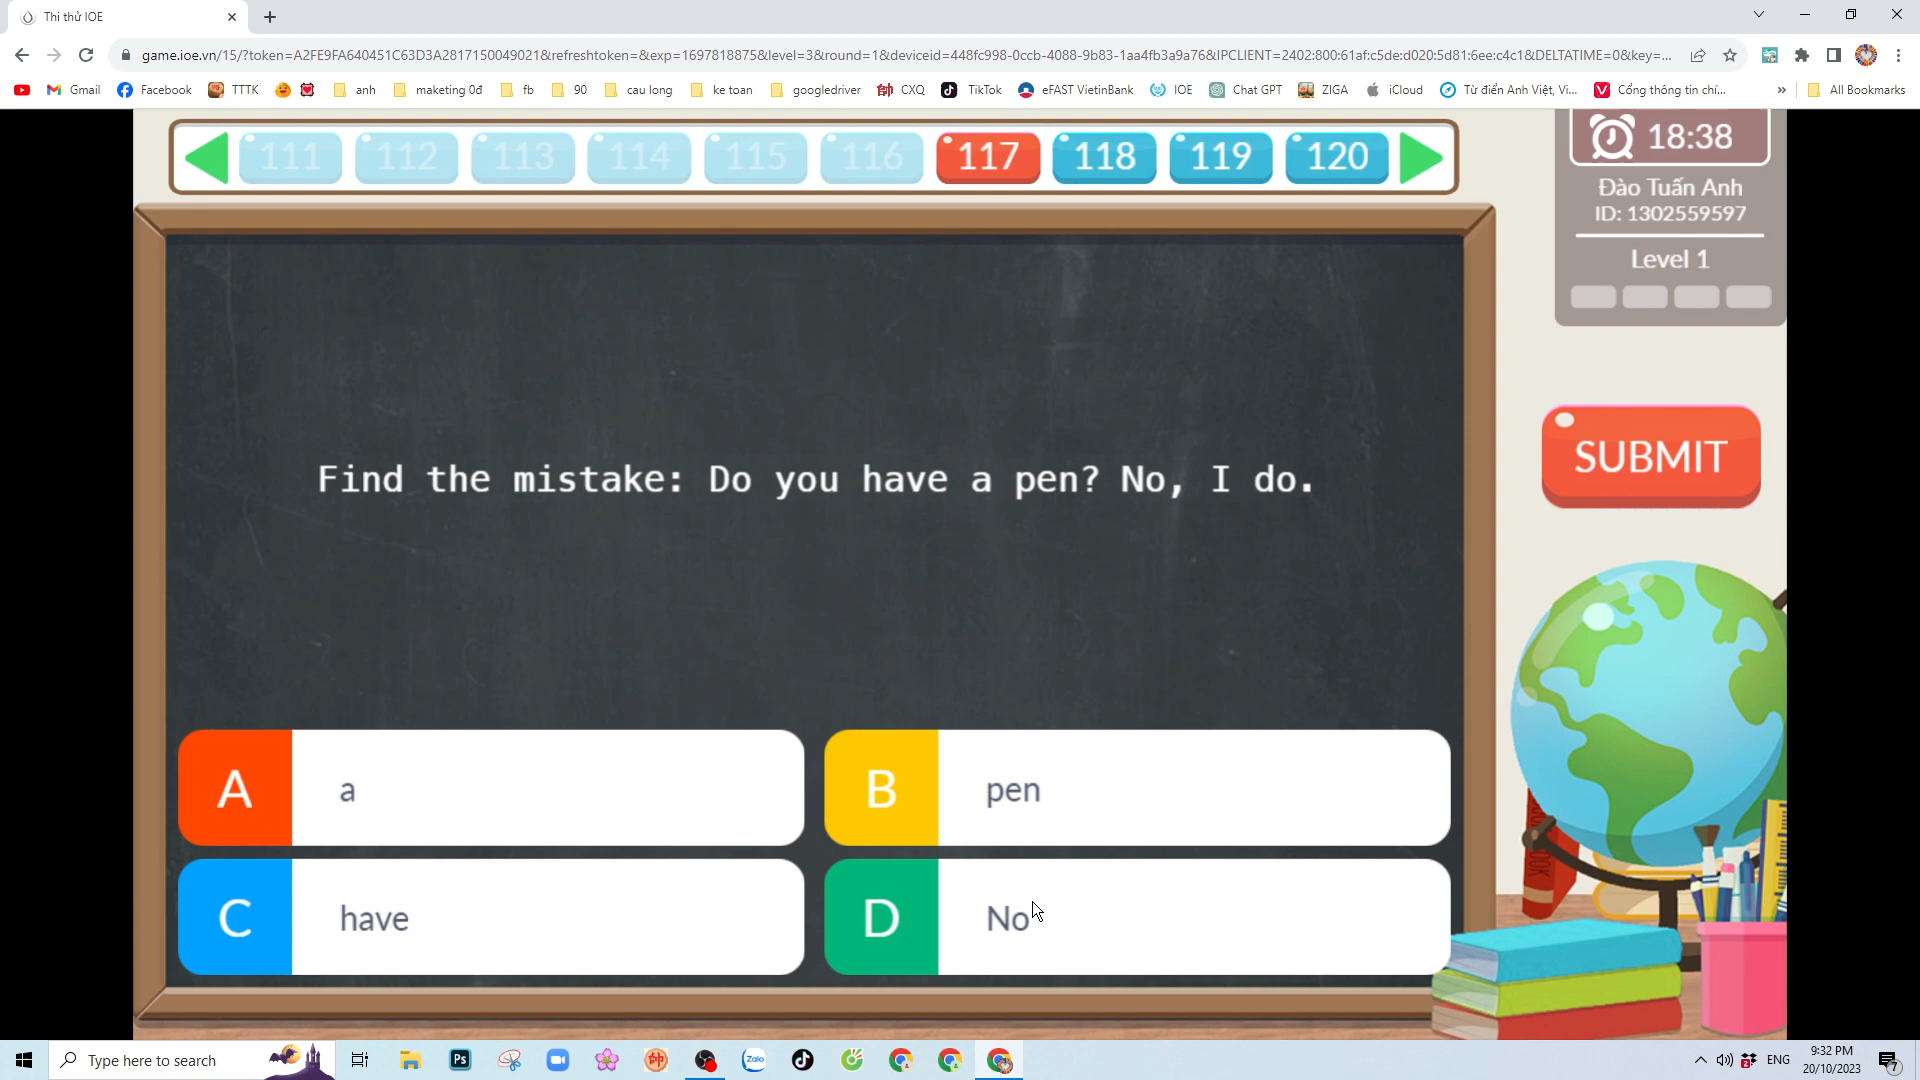 Thi thử IOE
game.ioe.vn/15/?token=A2FE9FA640451C63D3A2817150049021&refreshtoken=&exp=1697818875&level=3&round=1&deviceid=448fc998-0ccb-4088-9b83-1aa4fb3a9a76&IPCLIENT=2402:800:61af:c5de:d020:5d81:6ee:c4c1&DELTATIME=0&key=...
Gmail Facebook TTTK anh maketing 0đ fb 90 cau long ke toan googledriver CXQ TikTok eFAST VietinBank IOE Chat GPT ZIGA iCloud Từ điển Anh Việt, Vi... Cổng thông tin chí... » All Bookmarks
111 112 113 114 115 116 117 118 119 120
18:38
Đào Tuấn Anh
ID: 1302559597
Level 1
SUBMIT
Find the mistake: Do you have a pen? No, I do.
A a
B pen
C have
D No
Type here to search
Ps
Zalo
ENG
9:32 PM
20/10/2023
7